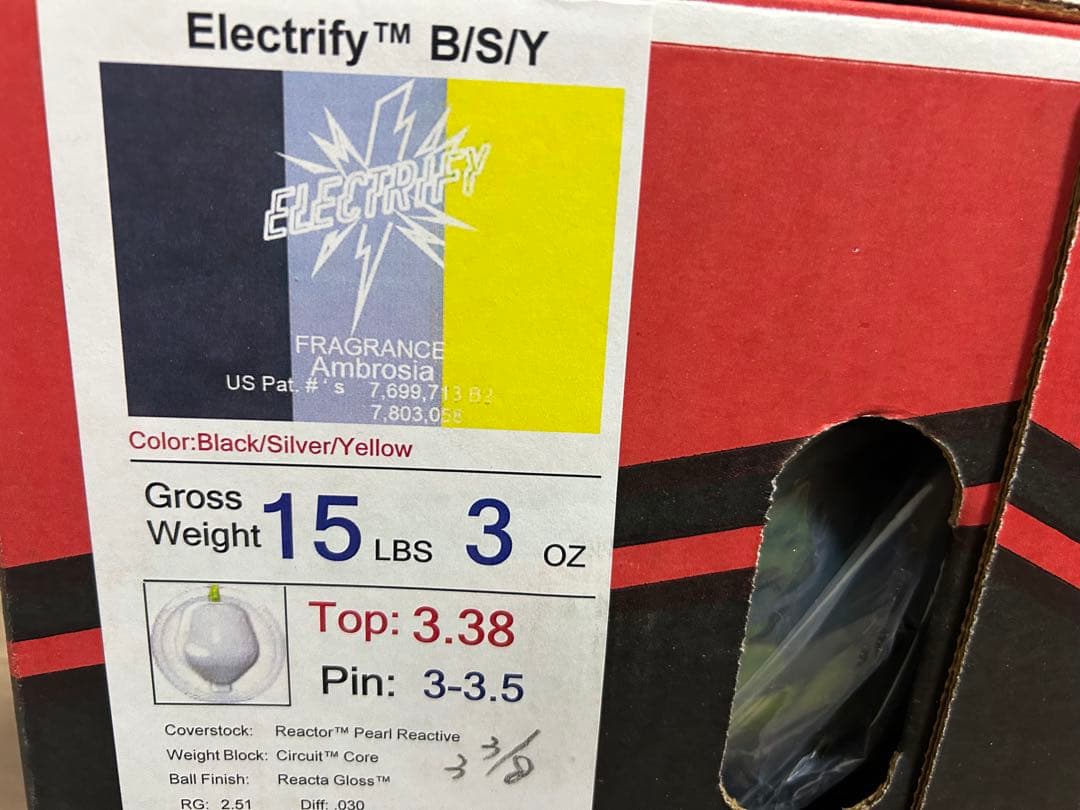 Electrify™ B/S/Y
ELECTRIFY
FRAGRANCE
Ambrosia
US Pat. #'s 7,699,713 B2
7,803,058
Color:Black/Silver/Yellow
Gross Weight 15 LBS 3 OZ
Top: 3.38
Pin: 3-3.5
Coverstock: Reactor™ Pearl Reactive
Weight Block: Circuit™ Core
3 3/8
Ball Finish: Reacta Gloss™
RG: 2.51 Diff: .030